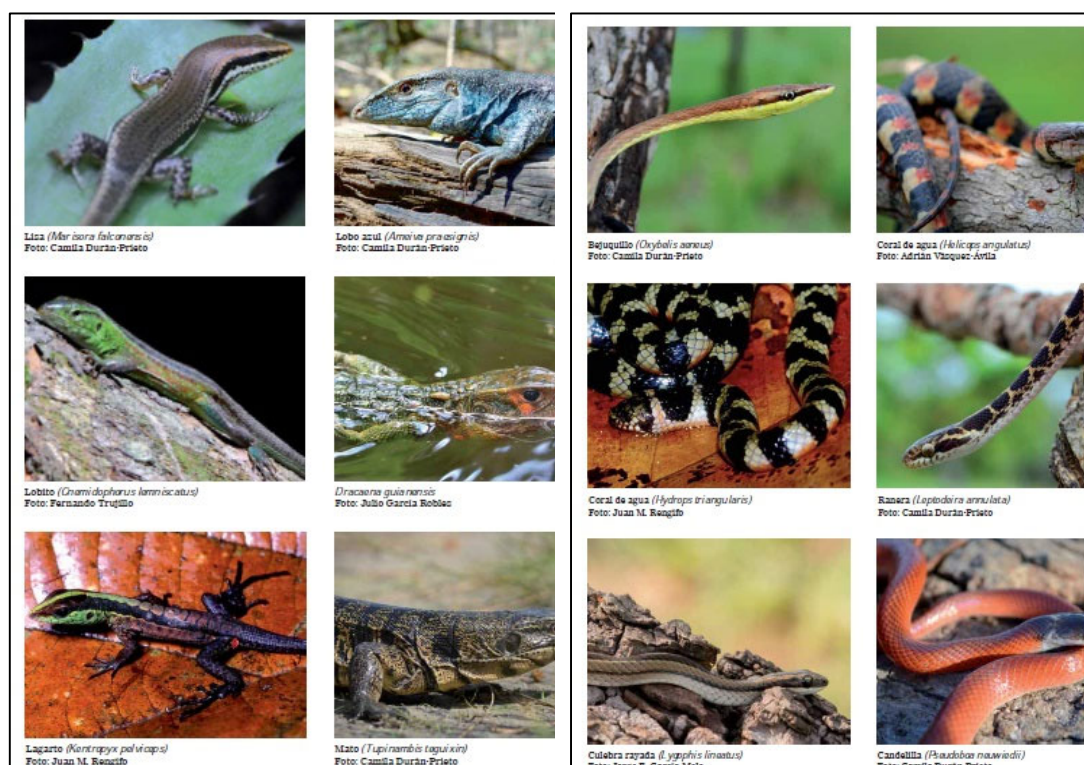 Lisa (Marisora falconensis)
Foto: Camila Durán-Prieto
Lobo azul (Ameiva praesignis)
Foto: Camila Durán-Prieto
Lobito (Cnemidophorus lemniscatus)
Foto: Fernando Trujillo
Dracaena guianensis
Foto: Julio García Robles
Lagarto (Kentropyx pelviceps)
Foto: Juan M. Rengifo
Mato (Tupinambis teguixin)
Foto: Camila Durán-Prieto
Bejuquillo (Oxybelis aeneus)
Foto: Camila Durán-Prieto
Coral de agua (Helicops angulatus)
Foto: Adrián Vásquez-Ávila
Coral de agua (Hydrops triangularis)
Foto: Juan M. Rengifo
Ranera (Leptodeira annulata)
Foto: Camila Durán-Prieto
Culebra rayada (Lygophis lineatus)
Candelilla (Pseudoboa neuwiedii)